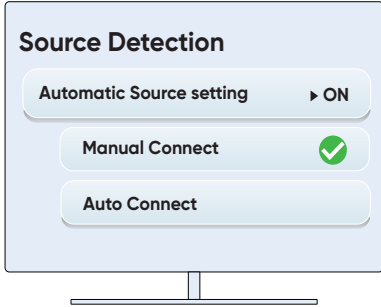 Source Detection
Automatic Source setting ▸ ON
Manual Connect
Auto Connect